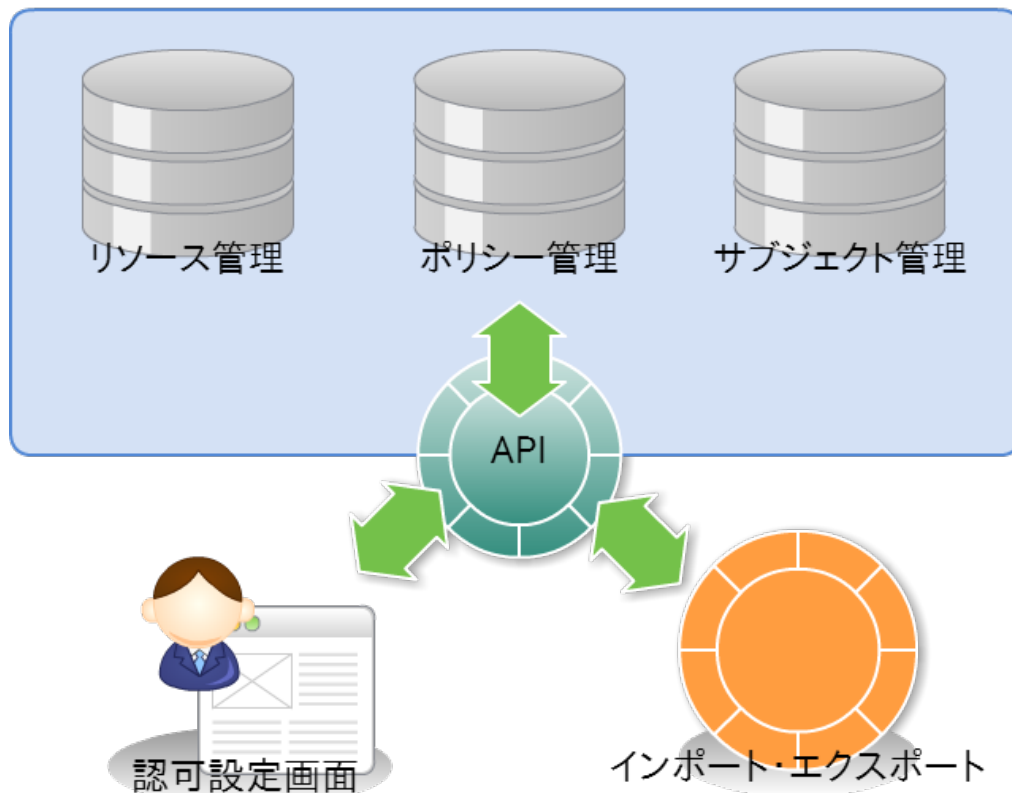 リソース管理
ポリシー管理
サブジェクト管理
API
認可設定画面
インポート・エクスポート